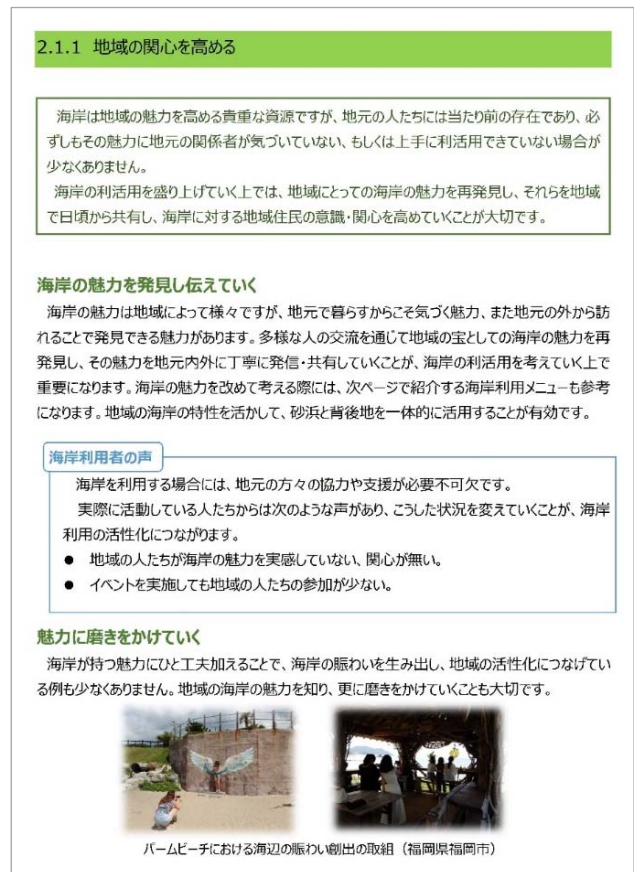 2.1.1 地域の関心を高める
海岸は地域の魅力を高める貴重な資源ですが、地元の人たちには当たり前の存在であり、必
ずしもその魅力に地元の関係者が気づいていない、もしくは上手に利活用できていない場合が
少なくありません。
海岸の利活用を盛り上げていく上では、地域にとっての海岸の魅力を再発見し、それらを地域
で日頃から共有し、海岸に対する地域住民の意識・関心を高めていくことが大切です。
海岸の魅力を発見し伝えていく
海岸の魅力は地域によって様々ですが、地元で暮らすからこそ気づく魅力、また地元の外から訪
れることで発見できる魅力があります。多様な人の交流を通じて地域の宝としての海岸の魅力を再
発見し、その魅力を地元内外に丁寧に発信・共有していくことが、海岸の利活用を考えていく上で
重要になります。海岸の魅力を改めて考える際には、次ページで紹介する海岸利用メニューも参考
になります。地域の海岸の特性を活かして、砂浜と背後地を一体的に活用することが有効です。
海岸利用者の声
海岸を利用する場合には、地元の方々の協力や支援が必要不可欠です。
実際に活動している人たちからは次のような声があり、こうした状況を変えていくことが、海岸
利用の活性化につながります。
● 地域の人たちが海岸の魅力を実感していない、関心が無い。
● イベントを実施しても地域の人たちの参加が少ない。
魅力に磨きをかけていく
海岸が持つ魅力にひと工夫加えることで、海岸の賑わいを生み出し、地域の活性化につなげてい
る例も少なくありません。地域の海岸の魅力を知り、更に磨きをかけていくことも大切です。
パームビーチにおける海辺の賑わい創出の取組（福岡県福岡市）